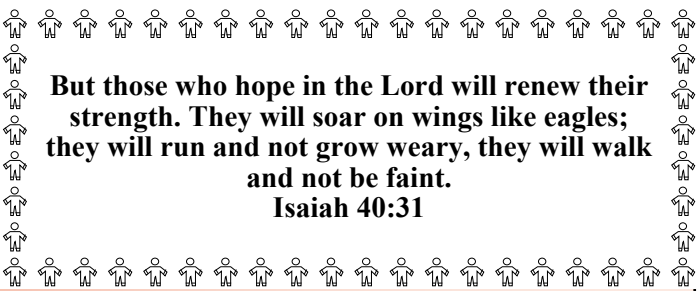 But those who hope in the Lord will renew their
strength. They will soar on wings like eagles;
they will run and not grow weary, they will walk
and not be faint.
Isaiah 40:31